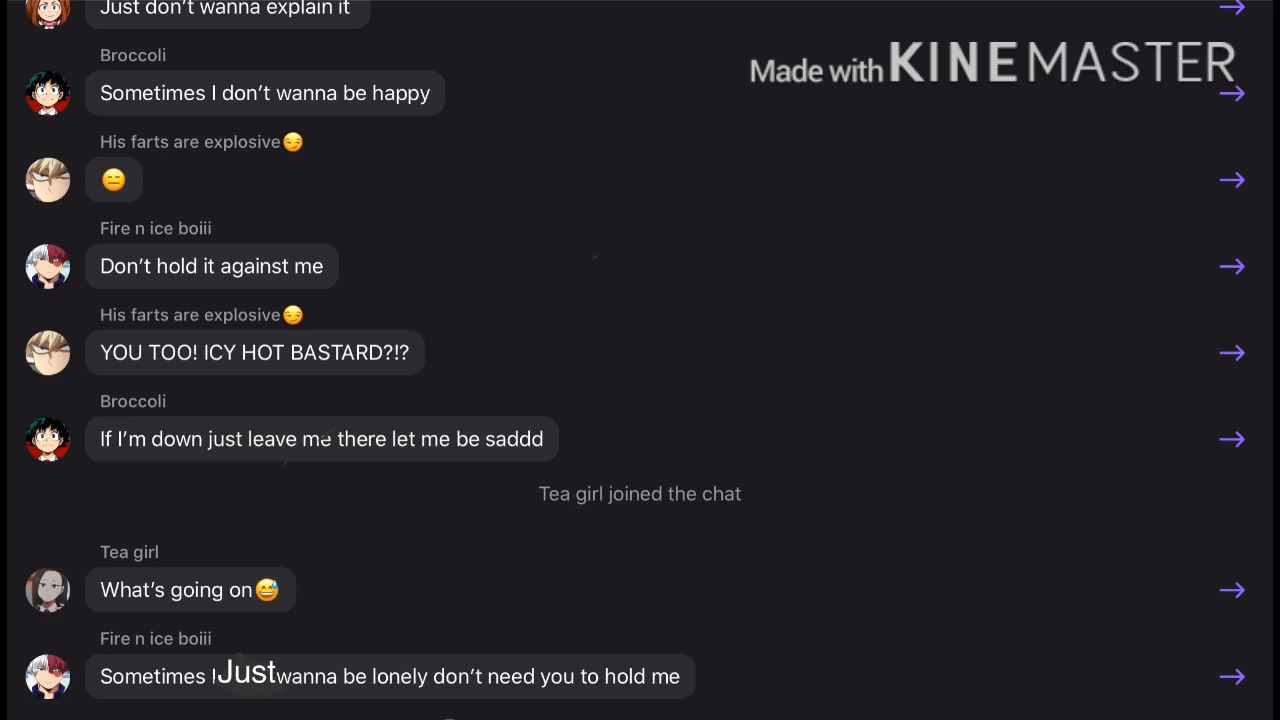 Just don't wanna explain it
Made with KINEMASTER
Broccoli
Sometimes I don't wanna be happy
His farts are explosive😏
😑
Fire n ice boiii
Don't hold it against me
His farts are explosive😏
YOU TOO! ICY HOT BASTARD?!?
Broccoli
If I'm down just leave me there let me be saddd
Tea girl joined the chat
Tea girl
What's going on😅
Fire n ice boiii
Sometimes I Just wanna be lonely don't need you to hold me